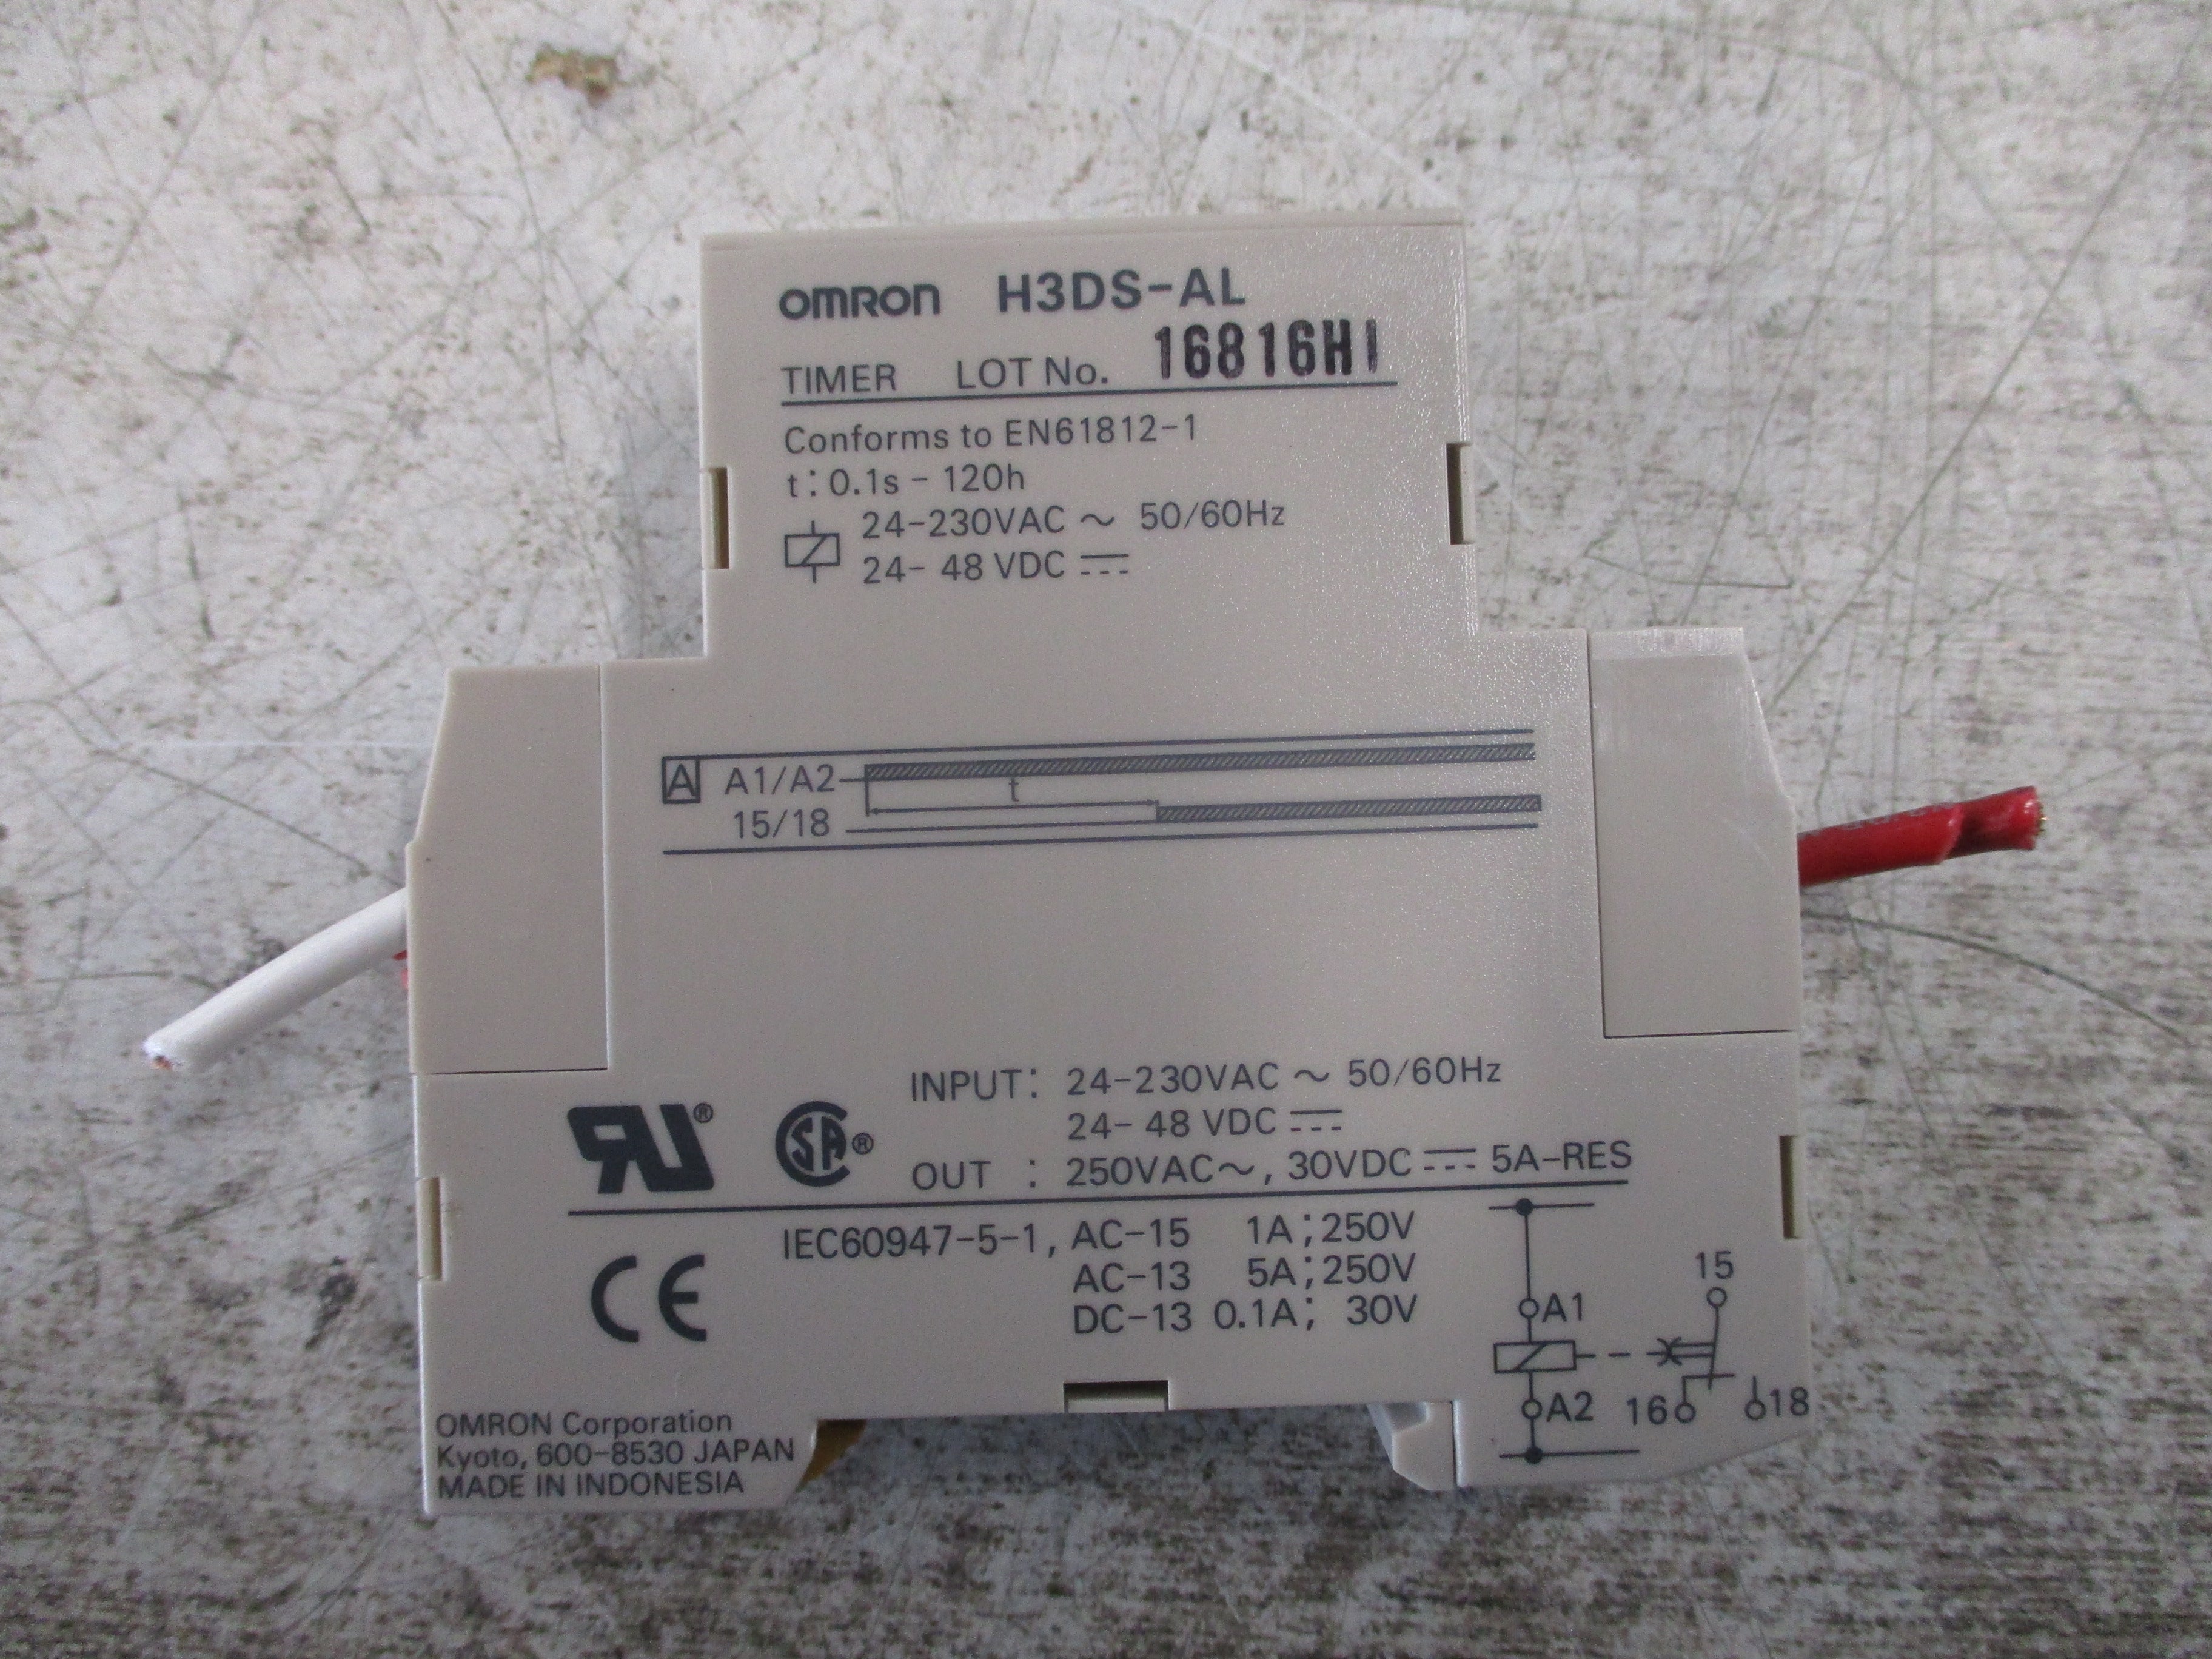 OMRON H3DS-AL
TIMER LOT No. 16816HI
Conforms to EN61812-1
t: 0.1s - 120h
24-230VAC ~ 50/60Hz
24- 48 VDC ⎓
A A1/A2
t
15/18
INPUT: 24-230VAC ~ 50/60Hz
24- 48 VDC ⎓
OUT : 250VAC~, 30VDC ⎓ 5A-RES
RU® SA®
IEC60947-5-1, AC-15 1A; 250V
AC-13 5A; 250V
DC-13 0.1A; 30V
CE
15
A1
A2 16 18
OMRON Corporation
Kyoto, 600-8530 JAPAN
MADE IN INDONESIA